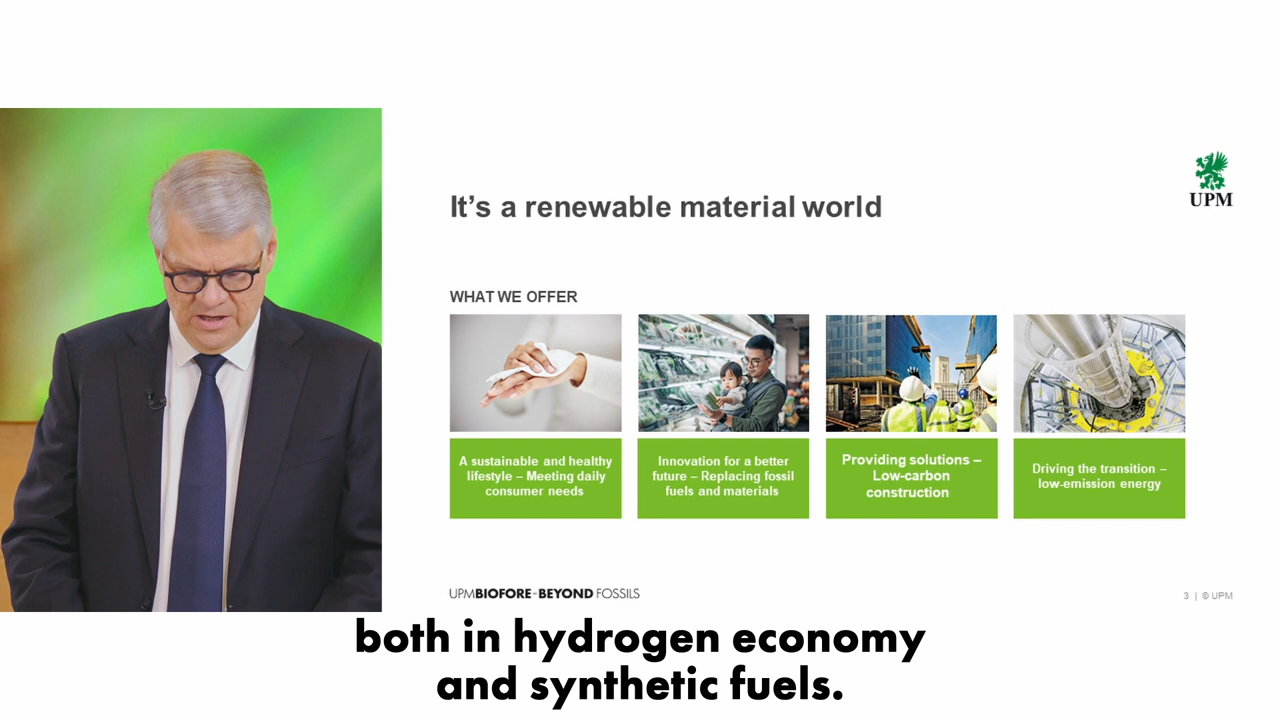 It's a renewable material world
UPM
WHAT WE OFFER
A sustainable and healthy
lifestyle – Meeting daily
consumer needs
Innovation for a better
future – Replacing fossil
fuels and materials
Providing solutions –
Low-carbon
construction
Driving the transition –
low-emission energy
UPMBIOFORE–BEYOND FOSSILS
3 | © UPM
both in hydrogen economy
and synthetic fuels.